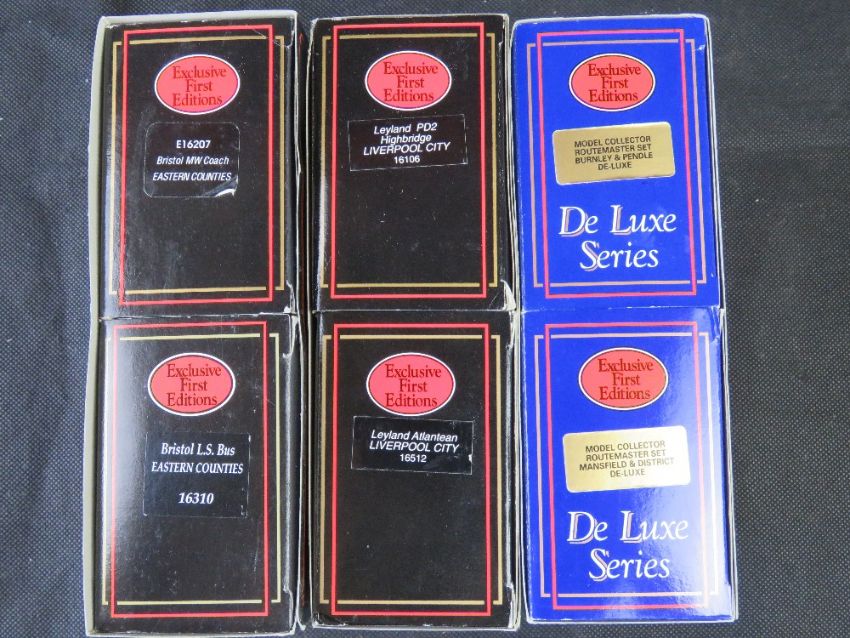 Exclusive
First
Editions
E16207
Bristol MW Coach
EASTERN COUNTIES
Exclusive
First
Editions
Leyland PD2
Highbridge
LIVERPOOL CITY
16106
Exclusive
First
Editions
MODEL COLLECTOR
ROUTEMASTER SET
BURNLEY & PENDLE
DE-LUXE
De Luxe
Series
Exclusive
First
Editions
Bristol L.S. Bus
EASTERN COUNTIES
16310
Exclusive
First
Editions
Leyland Atlantean
LIVERPOOL CITY
16512
Exclusive
First
Editions
MODEL COLLECTOR
ROUTEMASTER SET
MANSFIELD & DISTRICT
DE-LUXE
De Luxe
Series